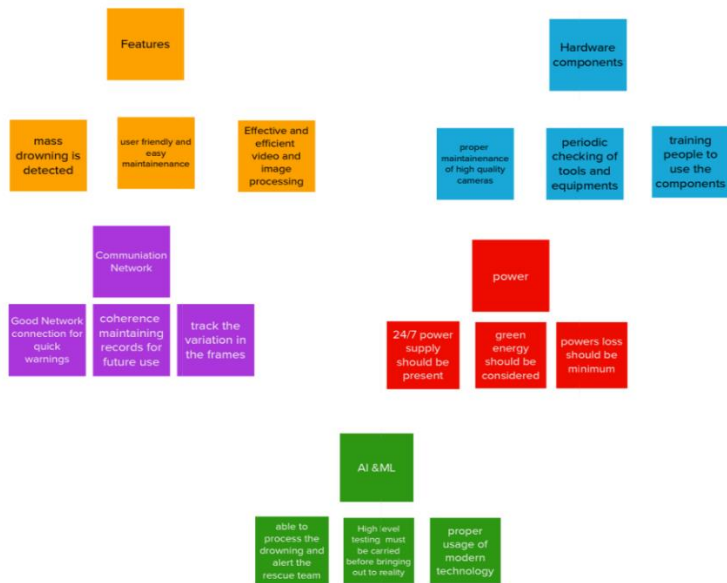 Features
mass
drowning is
detected
user friendly and
easy
maintainenance
Effective and
efficient
video and
image
processing
Hardware
components
proper
maintainenance
of high quality
cameras
periodic
checking of
tools and
equipments
training
people to
use the
components
Communiation
Network
Good Network
connection for
quick
warnings
coherence
maintaining
records for
future use
track the
variation in
the frames
power
24/7 power
supply
should be
present
green
energy
should be
considered
powers loss
should be
minimum
AI &ML
able to
process the
drowning and
alert the
rescue team
High level
testing must
be carried
before bringing
out to reality
proper
usage of
modern
technology